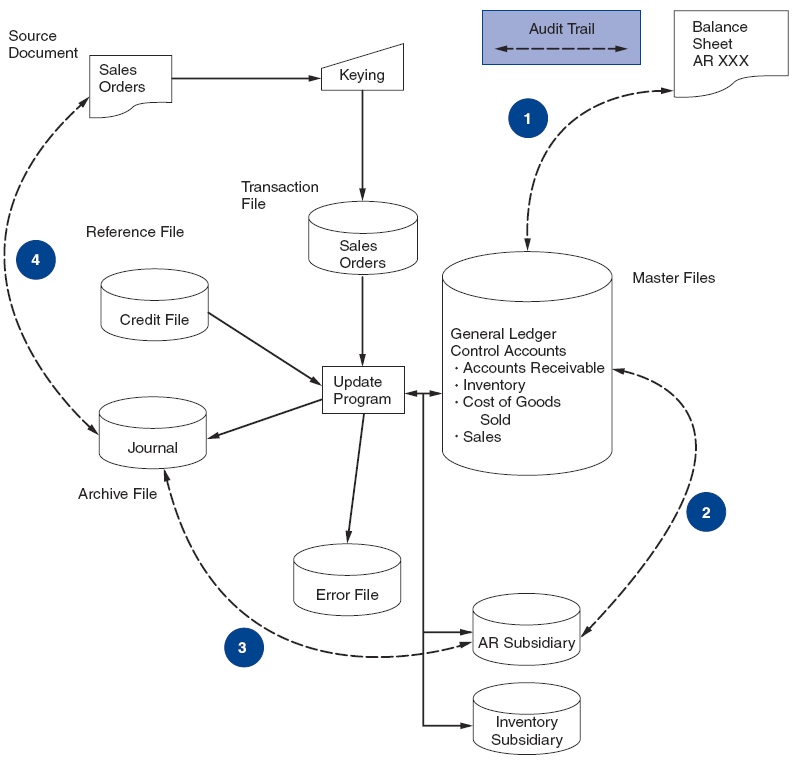 Source
Document
Sales
Orders
Keying
Audit Trail
Balance
Sheet
AR XXX
1
Transaction
File
Reference File
Sales
Orders
4
Credit File
Master Files
General Ledger
Control Accounts
· Accounts Receivable
· Inventory
· Cost of Goods
Sold
· Sales
Update
Program
Journal
Archive File
2
Error File
3
AR Subsidiary
Inventory
Subsidiary